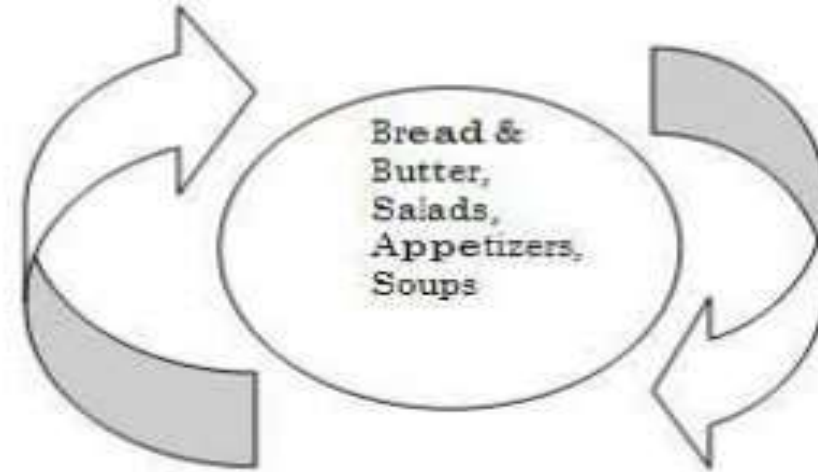 Bread &
Butter,
Salads,
Appetizers,
Soups